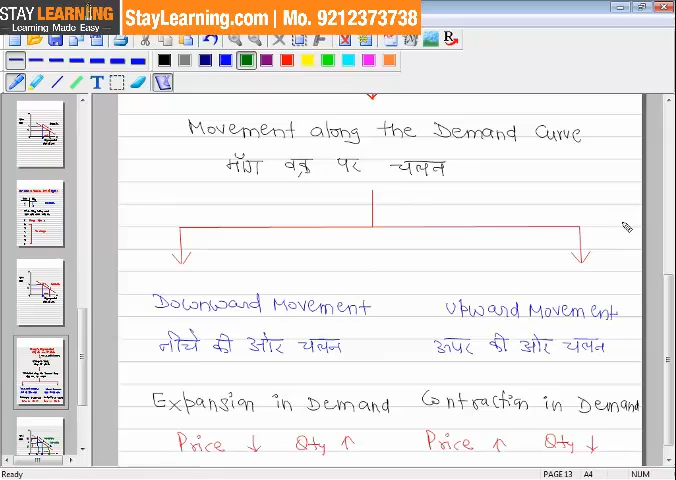 STAY LEARNING
Learning Made Easy
StayLearning.com | Mo. 9212373738
Movement along the Demand Curve
माँग वक्र पर चलन
Downward Movement
Upward Movement
नीचे की ओर चलन
ऊपर की ओर चलन
Expansion in Demand
Contraction in Demand
Price ↓ Qty ↑
Price ↑ Qty ↓
Ready
PAGE 13
A4
NUM